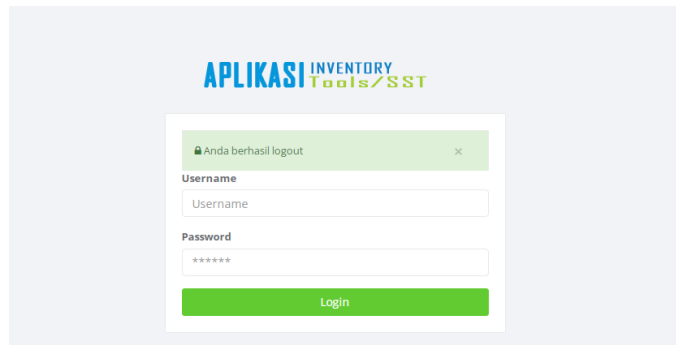 APLIKASI INVENTORY
Tools/SST
Anda berhasil logout ×
Username
Username
Password
******
Login